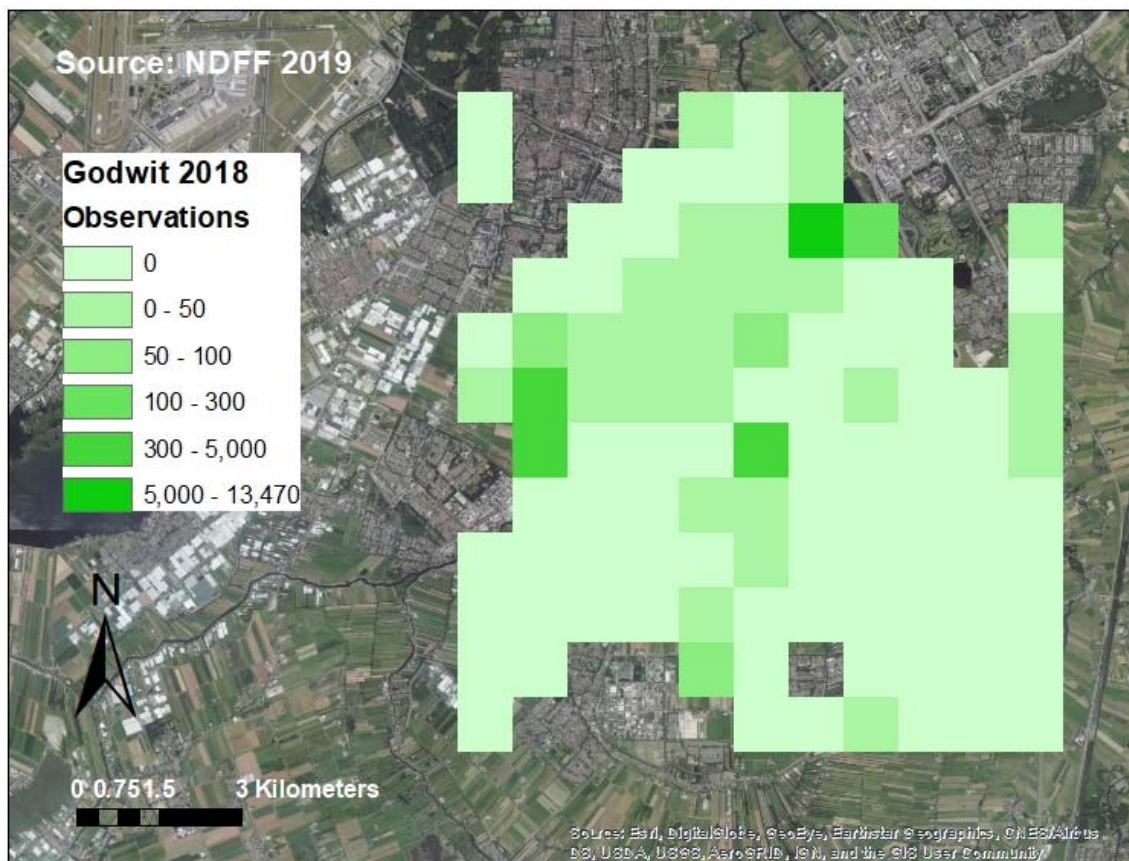 Source: NDFF 2019
Godwit 2018
Observations
0
0 - 50
50 - 100
100 - 300
300 - 5,000
5,000 - 13,470
N
0 0.751.5 3 Kilometers
Source: Esri, DigitalGlobe, GeoEye, Earthstar Geographics, CNES/Airbus
DS, USDA, USGS, AeroGRID, IGN, and the GIS User Community